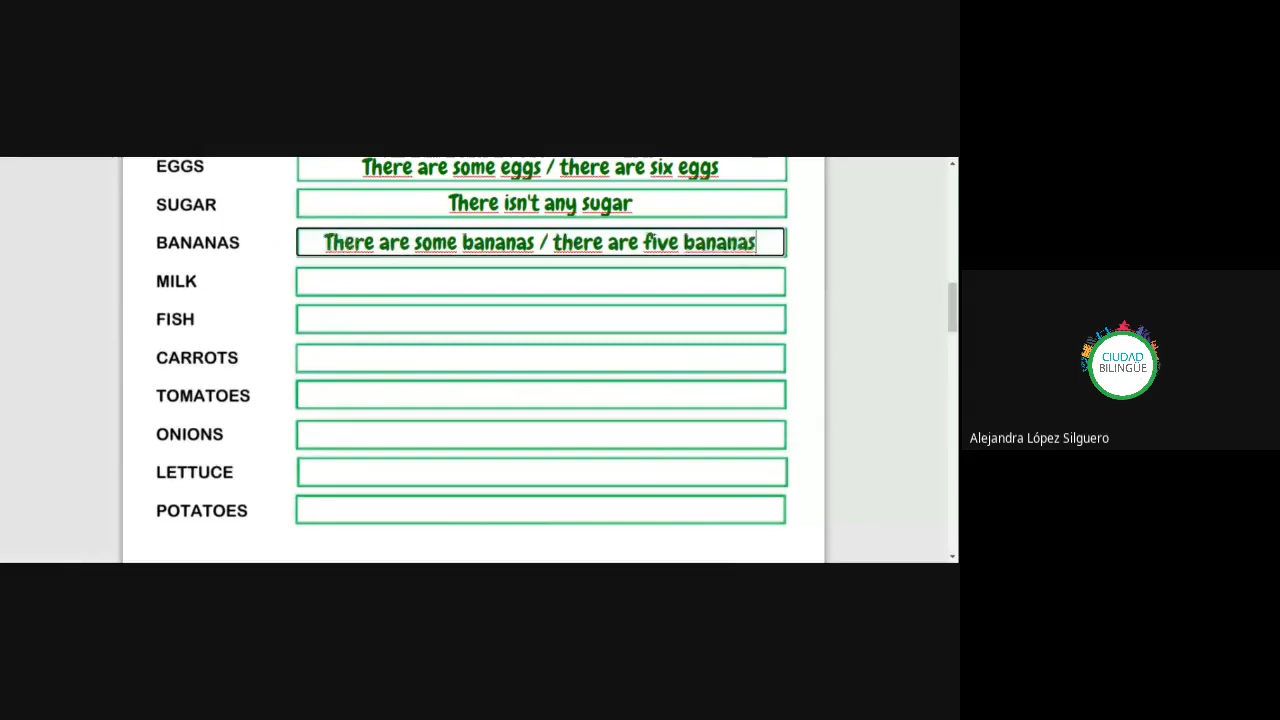 EGGS There are some eggs / there are six eggs
SUGAR There isn't any sugar
BANANAS There are some bananas / there are five bananas
MILK
FISH
CARROTS
TOMATOES
ONIONS
LETTUCE
POTATOES
CIUDAD
BILINGÜE
Alejandra López Silguero